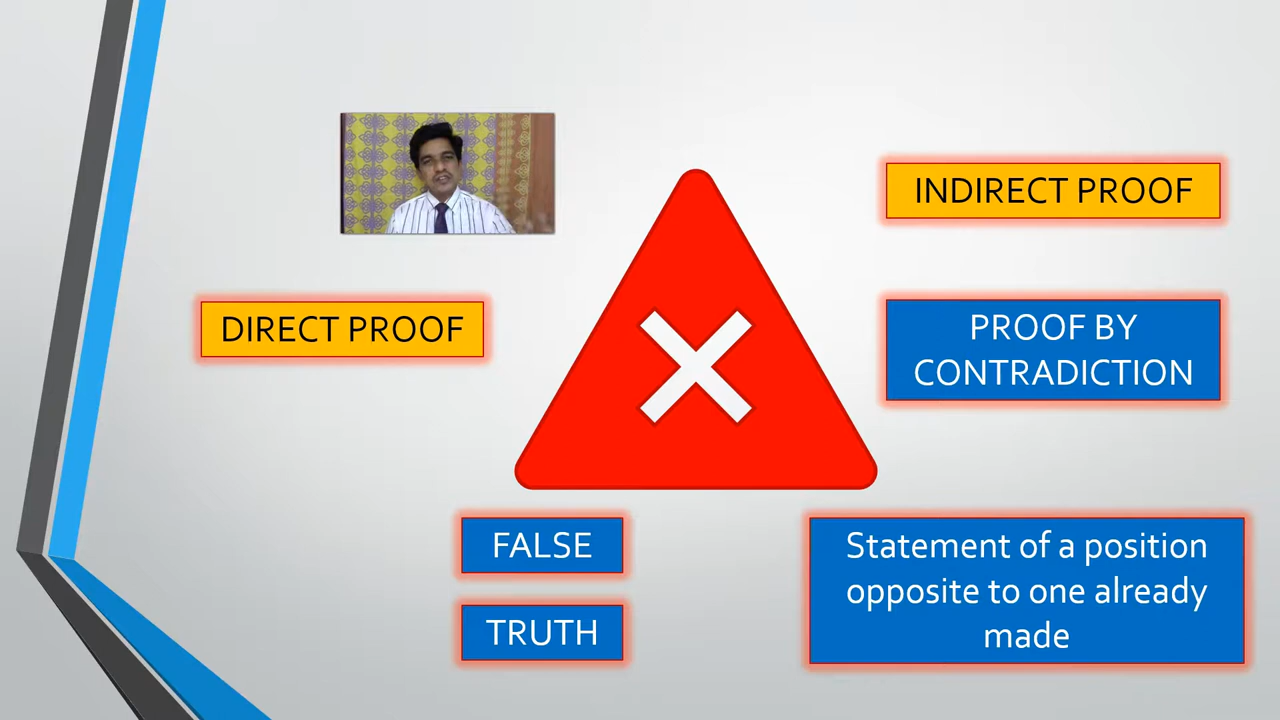 INDIRECT PROOF
DIRECT PROOF
PROOF BY
CONTRADICTION
FALSE
TRUTH
Statement of a position
opposite to one already
made